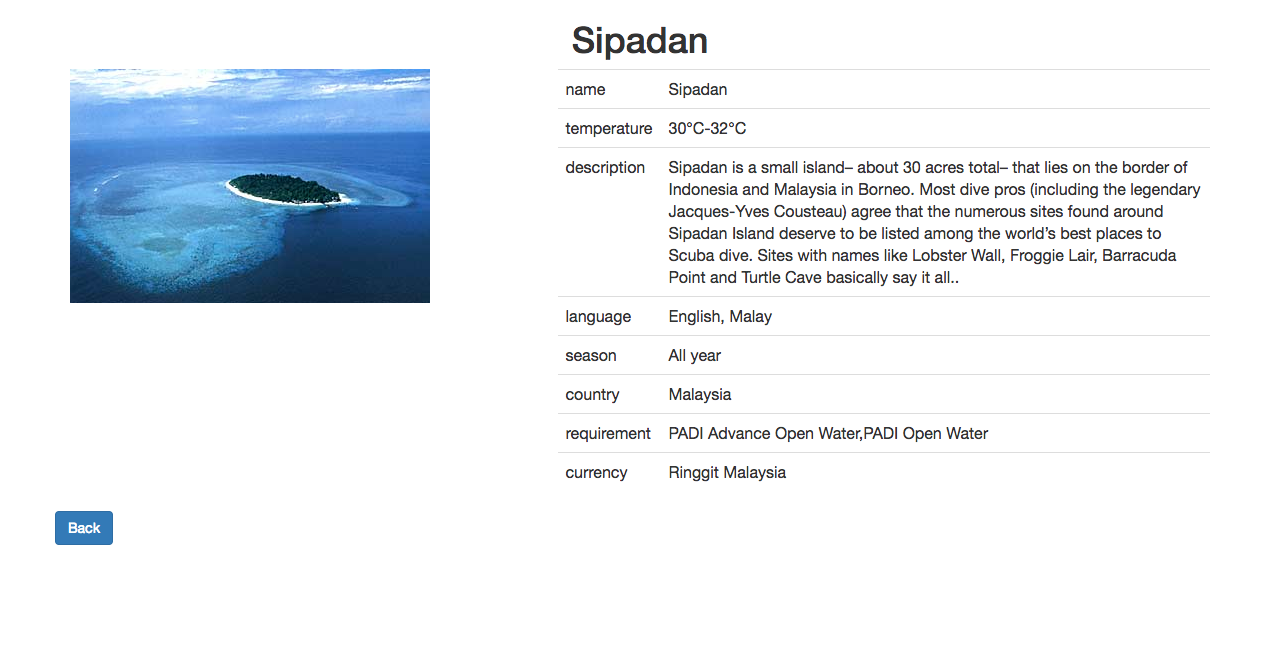 Sipadan
name Sipadan
temperature 30°C-32°C
description Sipadan is a small island– about 30 acres total– that lies on the border of
Indonesia and Malaysia in Borneo. Most dive pros (including the legendary
Jacques-Yves Cousteau) agree that the numerous sites found around
Sipadan Island deserve to be listed among the world’s best places to
Scuba dive. Sites with names like Lobster Wall, Froggie Lair, Barracuda
Point and Turtle Cave basically say it all..
language English, Malay
season All year
country Malaysia
requirement PADI Advance Open Water,PADI Open Water
currency Ringgit Malaysia
Back